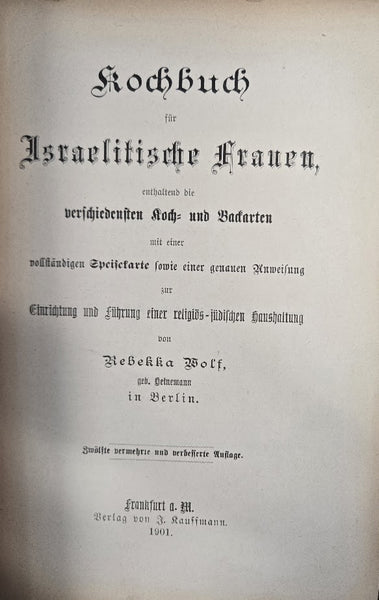 Kochbuch
für
Israelitische Frauen,
enthaltend die
verschiedensten Koch- und Backarten
mit einer
vollständigen Speisekarte sowie einer genauen Anweisung
zur
Einrichtung und Führung einer religiös-jüdischen Haushaltung
von
Rebekka Wolf,
geb. Heinemann
in Berlin.
Zwölfte vermehrte und verbesserte Auflage.
Frankfurt a. M.
Verlag von J. Kauffmann.
1901.